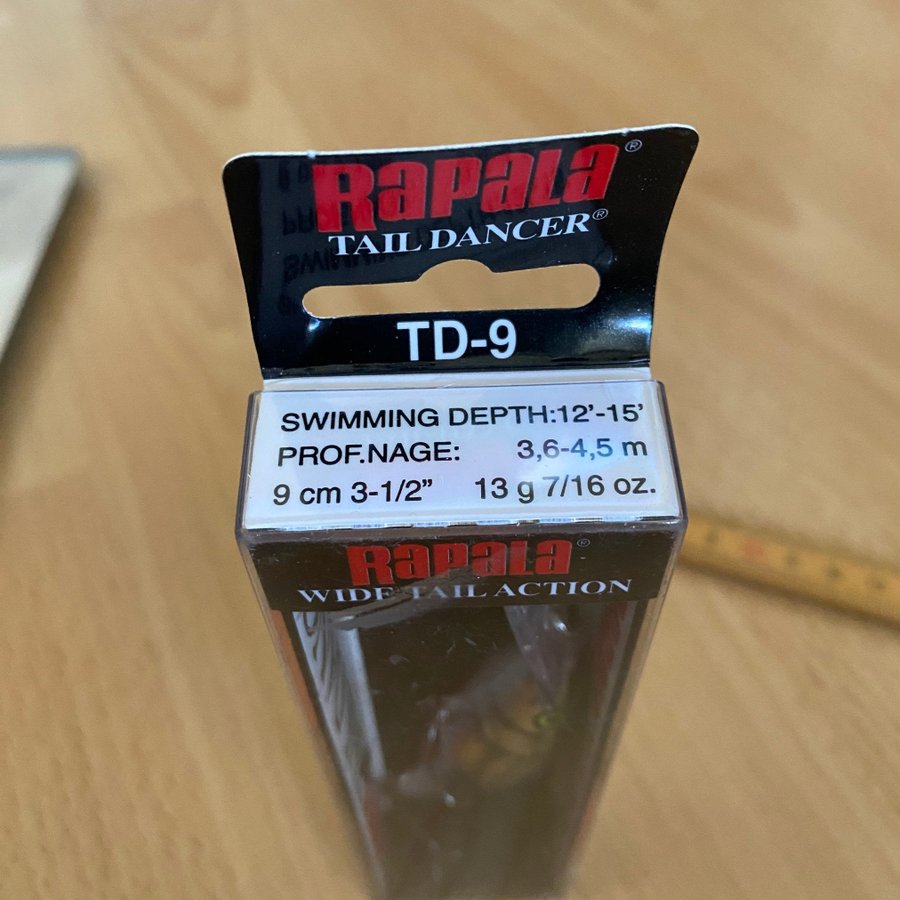 RAPALA®
TAIL DANCER®
TD-9
SWIMMING DEPTH:12'-15'
PROF.NAGE: 3,6-4,5 m
9 cm 3-1/2” 13 g 7/16 oz.
RAPALA®
WIDE TAIL ACTION